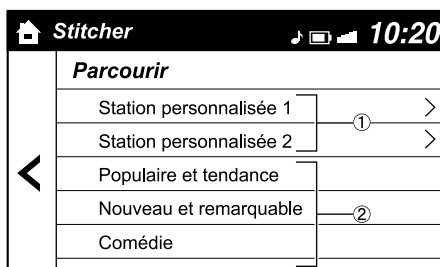 Stitcher 10:20
Parcourir
Station personnalisée 1
①
Station personnalisée 2
Populaire et tendance
Nouveau et remarquable
②
Comédie